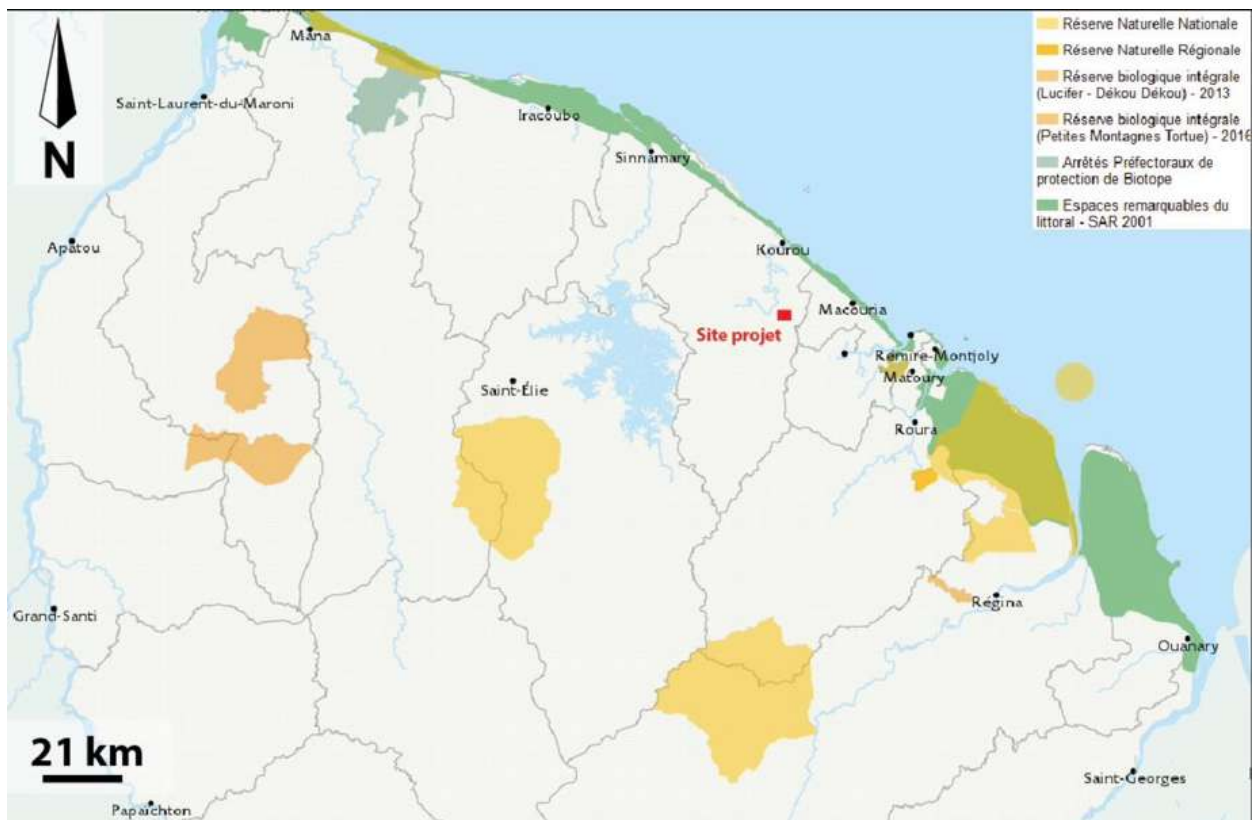 Réserve Naturelle Nationale
Réserve Naturelle Régionale
Réserve biologique intégrale
(Lucifer - Dékou Dékou) - 2013
Réserve biologique intégrale
(Petites Montagnes Tortue) - 2016
Arrêtés Préfectoraux de
protection de Biotope
Espaces remarquables du
littoral - SAR 2001
N
Mana
Saint-Laurent-du-Maroni
Iracoubo
Sinnamary
Apatou
Kourou
Macouria
Site projet
Rémire-Montjoly
Matoury
Saint-Élie
Roura
Régina
Grand-Santi
Ouanary
21 km
Saint-Georges
Papaïchton